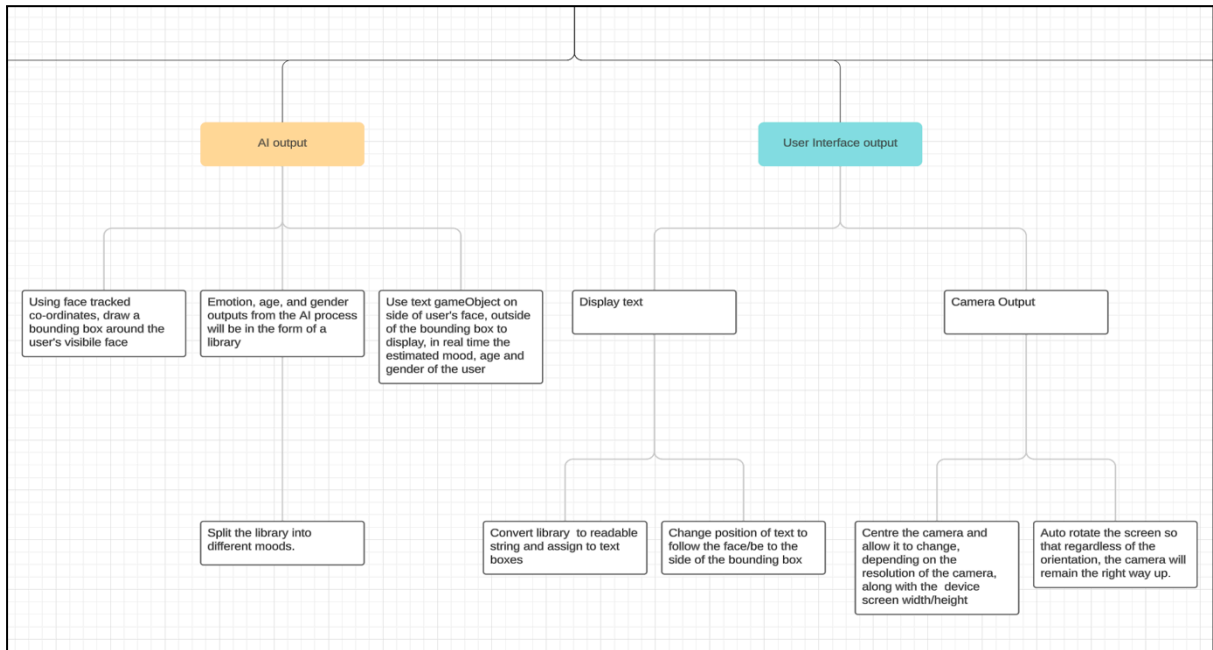 AI output
User Interface output
Using face tracked
co-ordinates, draw a
bounding box around the
user's visibile face
Emotion, age, and gender
outputs from the AI process
will be in the form of a
library
Use text gameObject on
side of user's face, outside
of the bounding box to
display, in real time the
estimated mood, age and
gender of the user
Display text
Camera Output
Split the library into
different moods.
Convert library to readable
string and assign to text
boxes
Change position of text to
follow the face/be to the
side of the bounding box
Centre the camera and
allow it to change,
depending on the
resolution of the camera,
along with the device
screen width/height
Auto rotate the screen so
that regardless of the
orientation, the camera will
remain the right way up.